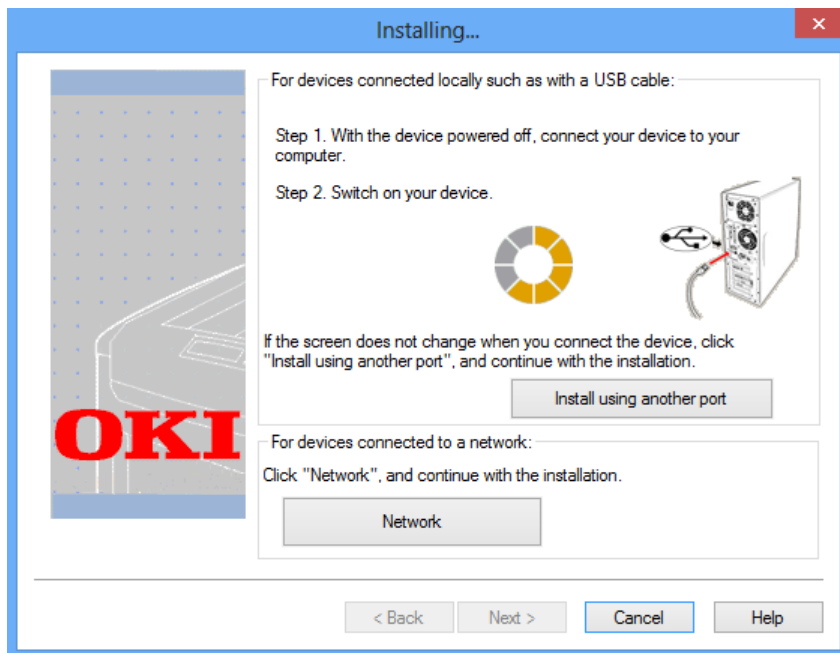 Installing...
For devices connected locally such as with a USB cable:
Step 1. With the device powered off, connect your device to your
computer.
Step 2. Switch on your device.
If the screen does not change when you connect the device, click
"Install using another port", and continue with the installation.
Install using another port
OKI
For devices connected to a network:
Click "Network", and continue with the installation.
Network
< Back
Next >
Cancel
Help